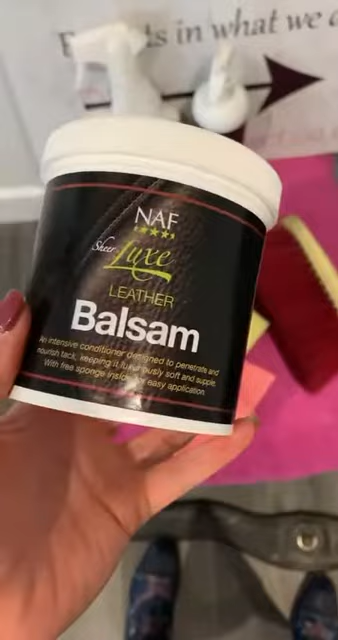 ds in what we
NAF
Sheer Luxe
LEATHER
Balsam
An intensive conditioner designed to penetrate and
nourish tack, keeping it luxuriously soft and supple.
With free sponge inside for easy application.